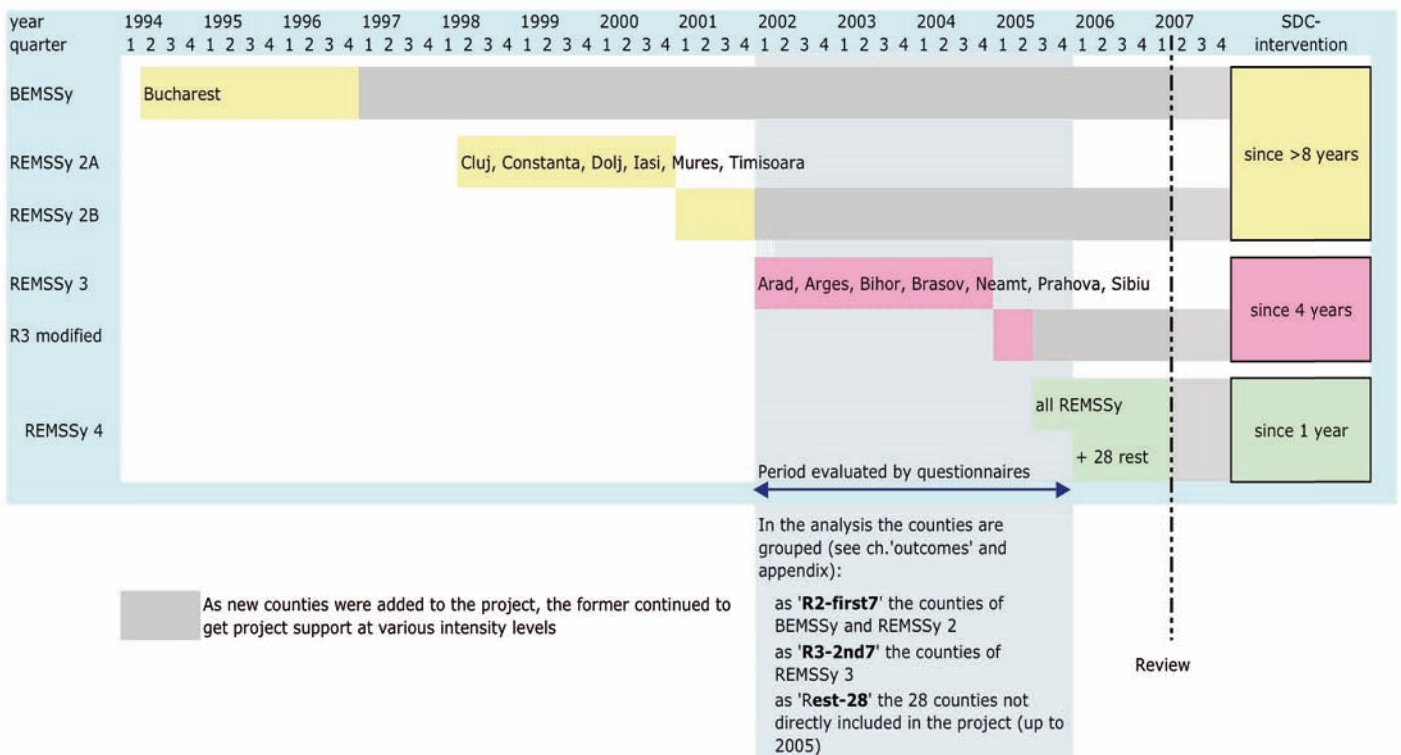 year 1994 1995 1996 1997 1998 1999 2000 2001 2002 2003 2004 2005 2006 2007 SDC-
quarter 1 2 3 4 1 2 3 4 1 2 3 4 1 2 3 4 1 2 3 4 1 2 3 4 1 2 3 4 1 2 3 4 1 2 3 4 1 2 3 4 1 2 3 4 1 2 3 4 1 2 3 4 1 2 3 4 intervention
BEMSSy Bucharest
since >8 years
REMSSy 2A Cluj, Constanta, Dolj, Iasi, Mures, Timisoara
REMSSy 2B
REMSSy 3 Arad, Arges, Bihor, Brasov, Neamt, Prahova, Sibiu
since 4 years
R3 modified
all REMSSy
REMSSy 4 since 1 year
+ 28 rest
Period evaluated by questionnaires
In the analysis the counties are
grouped (see ch.'outcomes' and
appendix):
as 'R2-first7' the counties of
BEMSSy and REMSSy 2
as 'R3-2nd7' the counties of
REMSSy 3
as 'Rest-28' the 28 counties not
directly included in the project (up to
2005)
As new counties were added to the project, the former continued to
get project support at various intensity levels
Review